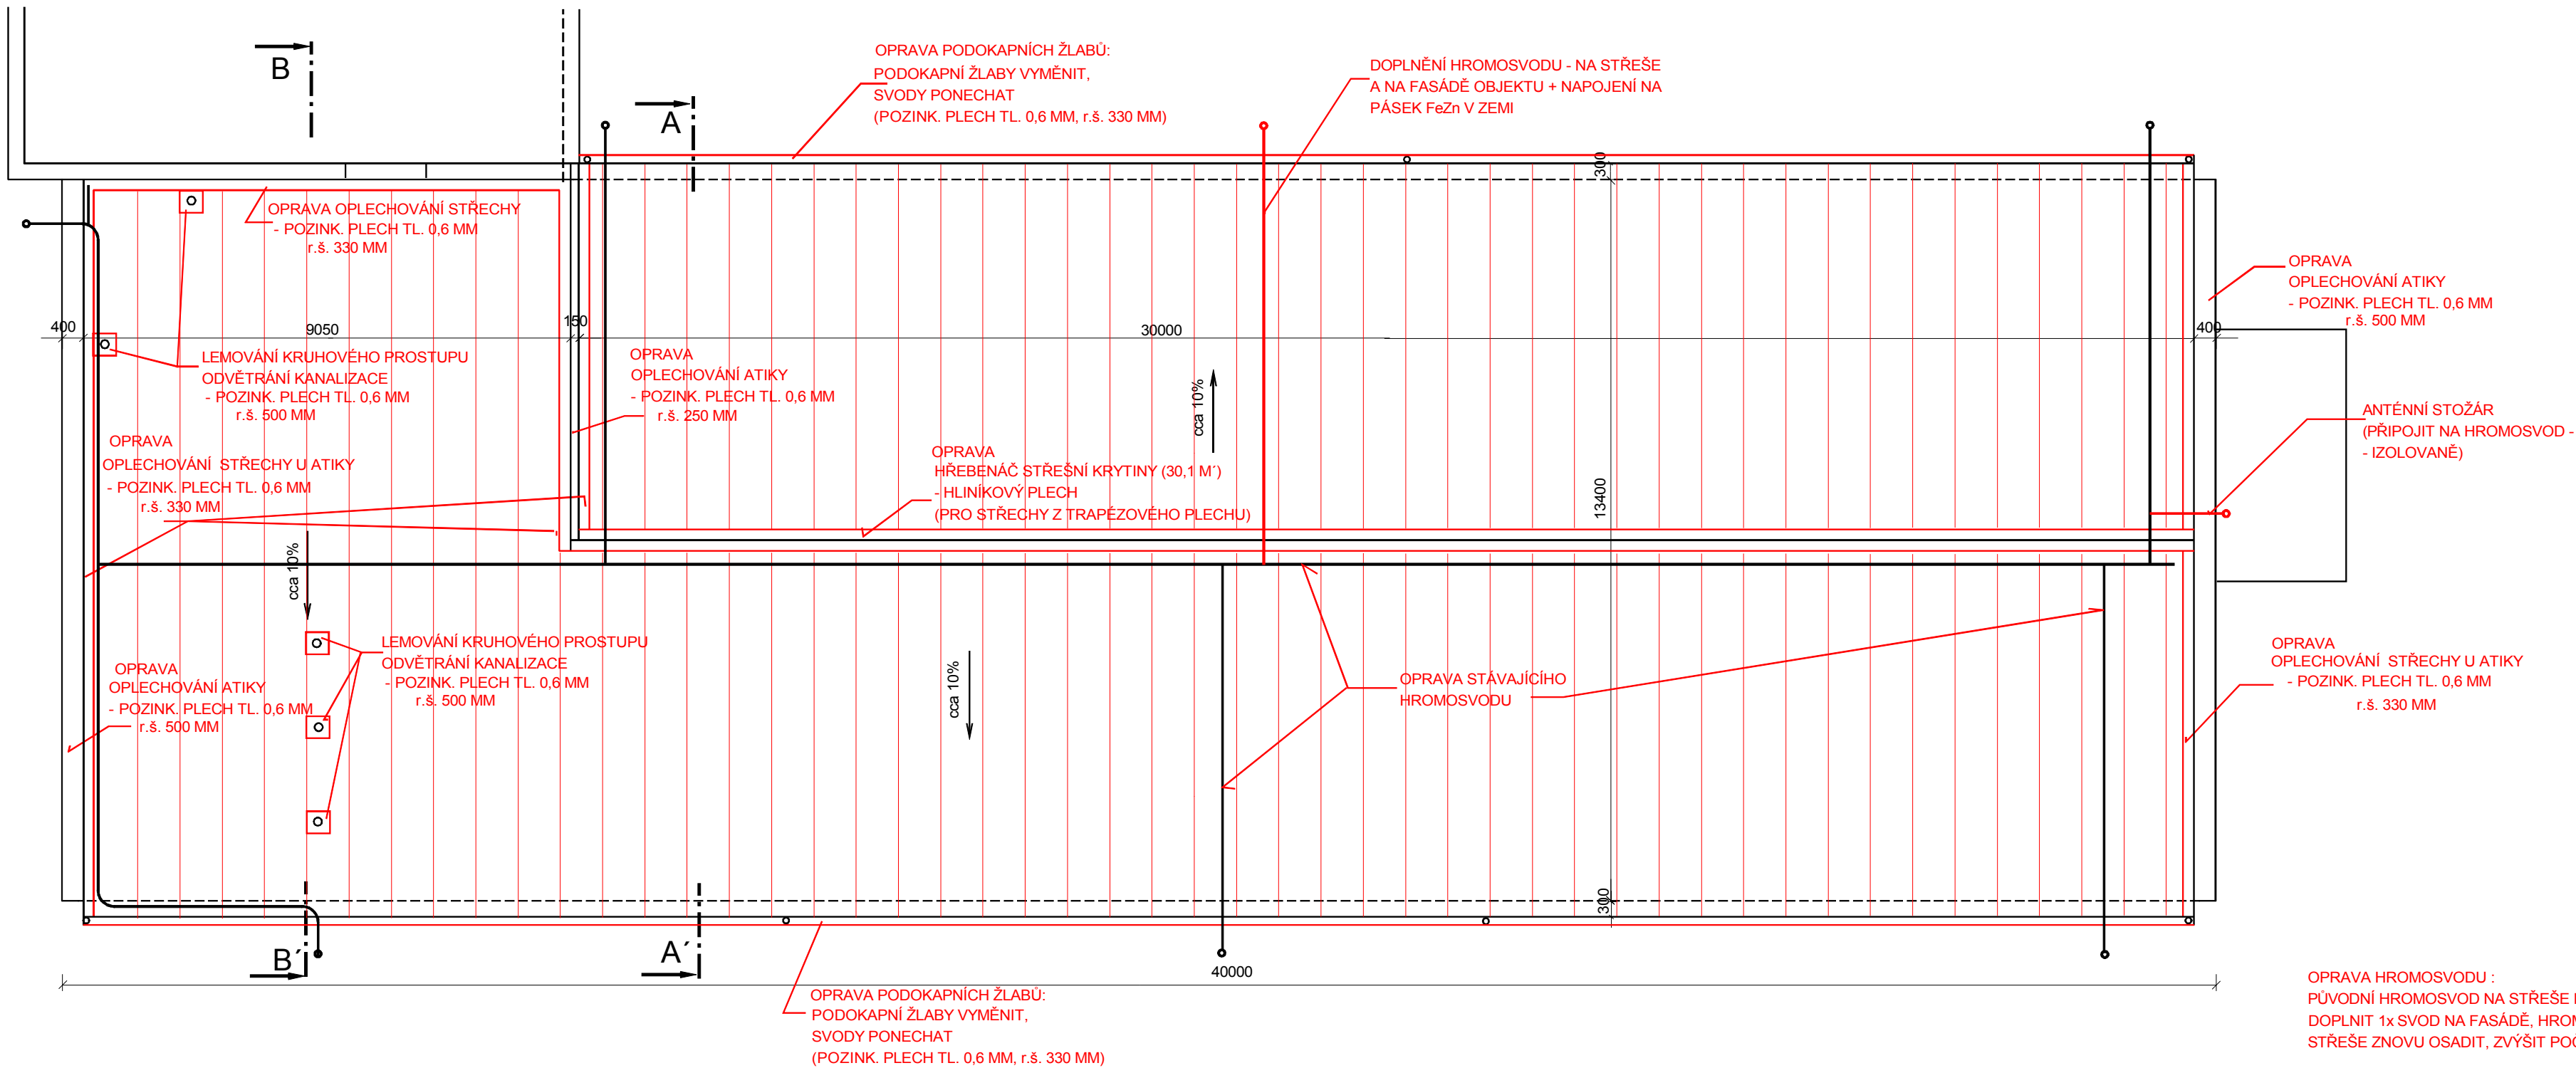 B
A
OPRAVA PODOKAPNÍCH ŽLABŮ:
PODOKAPNÍ ŽLABY VYMĚNIT,
SVODY PONECHAT
(POZINK. PLECH TL. 0,6 MM, r.š. 330 MM)
DOPLNĚNÍ HROMOSVODU - NA STŘEŠE
A NA FASÁDĚ OBJEKTU + NAPOJENÍ NA
PÁSEK FeZn V ZEMI
300
OPRAVA OPLECHOVÁNÍ STŘECHY
- POZINK. PLECH TL. 0,6 MM
r.š. 330 MM
OPRAVA
OPLECHOVÁNÍ ATIKY
- POZINK. PLECH TL. 0,6 MM
r.š. 500 MM
400
9050
150
30000
400
LEMOVÁNÍ KRUHOVÉHO PROSTUPU
ODVĚTRÁNÍ KANALIZACE
- POZINK. PLECH TL. 0,6 MM
r.š. 500 MM
OPRAVA
OPLECHOVÁNÍ ATIKY
- POZINK. PLECH TL. 0,6 MM
r.š. 250 MM
cca 10%
ANTÉNNÍ STOŽÁR
(PŘIPOJIT NA HROMOSVOD -
- IZOLOVANĚ)
OPRAVA
OPLECHOVÁNÍ STŘECHY U ATIKY
- POZINK. PLECH TL. 0,6 MM
r.š. 330 MM
OPRAVA
HŘEBENÁČ STŘEŠNÍ KRYTINY (30,1 M´)
- HLINÍKOVÝ PLECH
(PRO STŘECHY Z TRAPÉZOVÉHO PLECHU)
13400
cca 10%
LEMOVÁNÍ KRUHOVÉHO PROSTUPU
ODVĚTRÁNÍ KANALIZACE
- POZINK. PLECH TL. 0,6 MM
r.š. 500 MM
OPRAVA
OPLECHOVÁNÍ ATIKY
- POZINK. PLECH TL. 0,6 MM
r.š. 500 MM
cca 10%
OPRAVA STÁVAJÍCÍHO
HROMOSVODU
OPRAVA
OPLECHOVÁNÍ STŘECHY U ATIKY
- POZINK. PLECH TL. 0,6 MM
r.š. 330 MM
300
B´
A´
40000
OPRAVA PODOKAPNÍCH ŽLABŮ:
PODOKAPNÍ ŽLABY VYMĚNIT,
SVODY PONECHAT
(POZINK. PLECH TL. 0,6 MM, r.š. 330 MM)
OPRAVA HROMOSVODU :
PŮVODNÍ HROMOSVOD NA STŘEŠE
DOPLNIT 1x SVOD NA FASÁDĚ,
STŘEŠE ZNOVU OSADIT, ZVÝŠIT